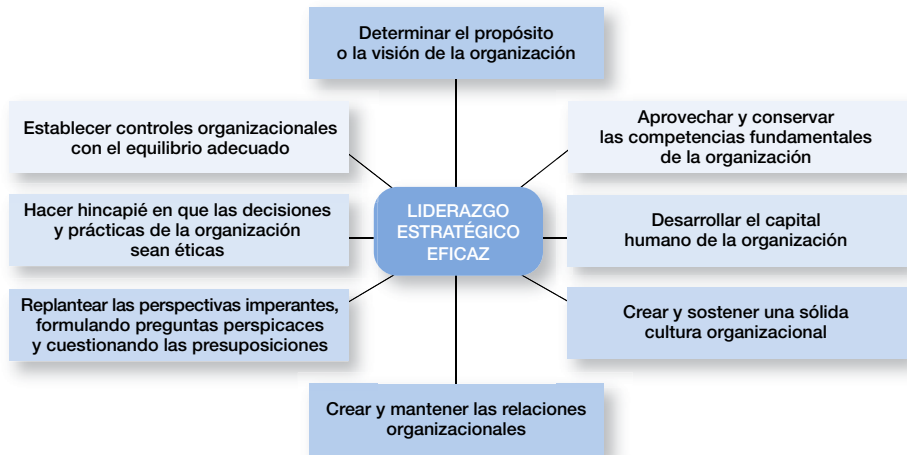 Determinar el propósito
o la visión de la organización
Establecer controles organizacionales
con el equilibrio adecuado
Aprovechar y conservar
las competencias fundamentales
de la organización
Hacer hincapié en que las decisiones
y prácticas de la organización
sean éticas
LIDERAZGO
ESTRATÉGICO
EFICAZ
Desarrollar el capital
humano de la organización
Replantear las perspectivas imperantes,
formulando preguntas perspicaces
y cuestionando las presuposiciones
Crear y sostener una sólida
cultura organizacional
Crear y mantener las relaciones
organizacionales